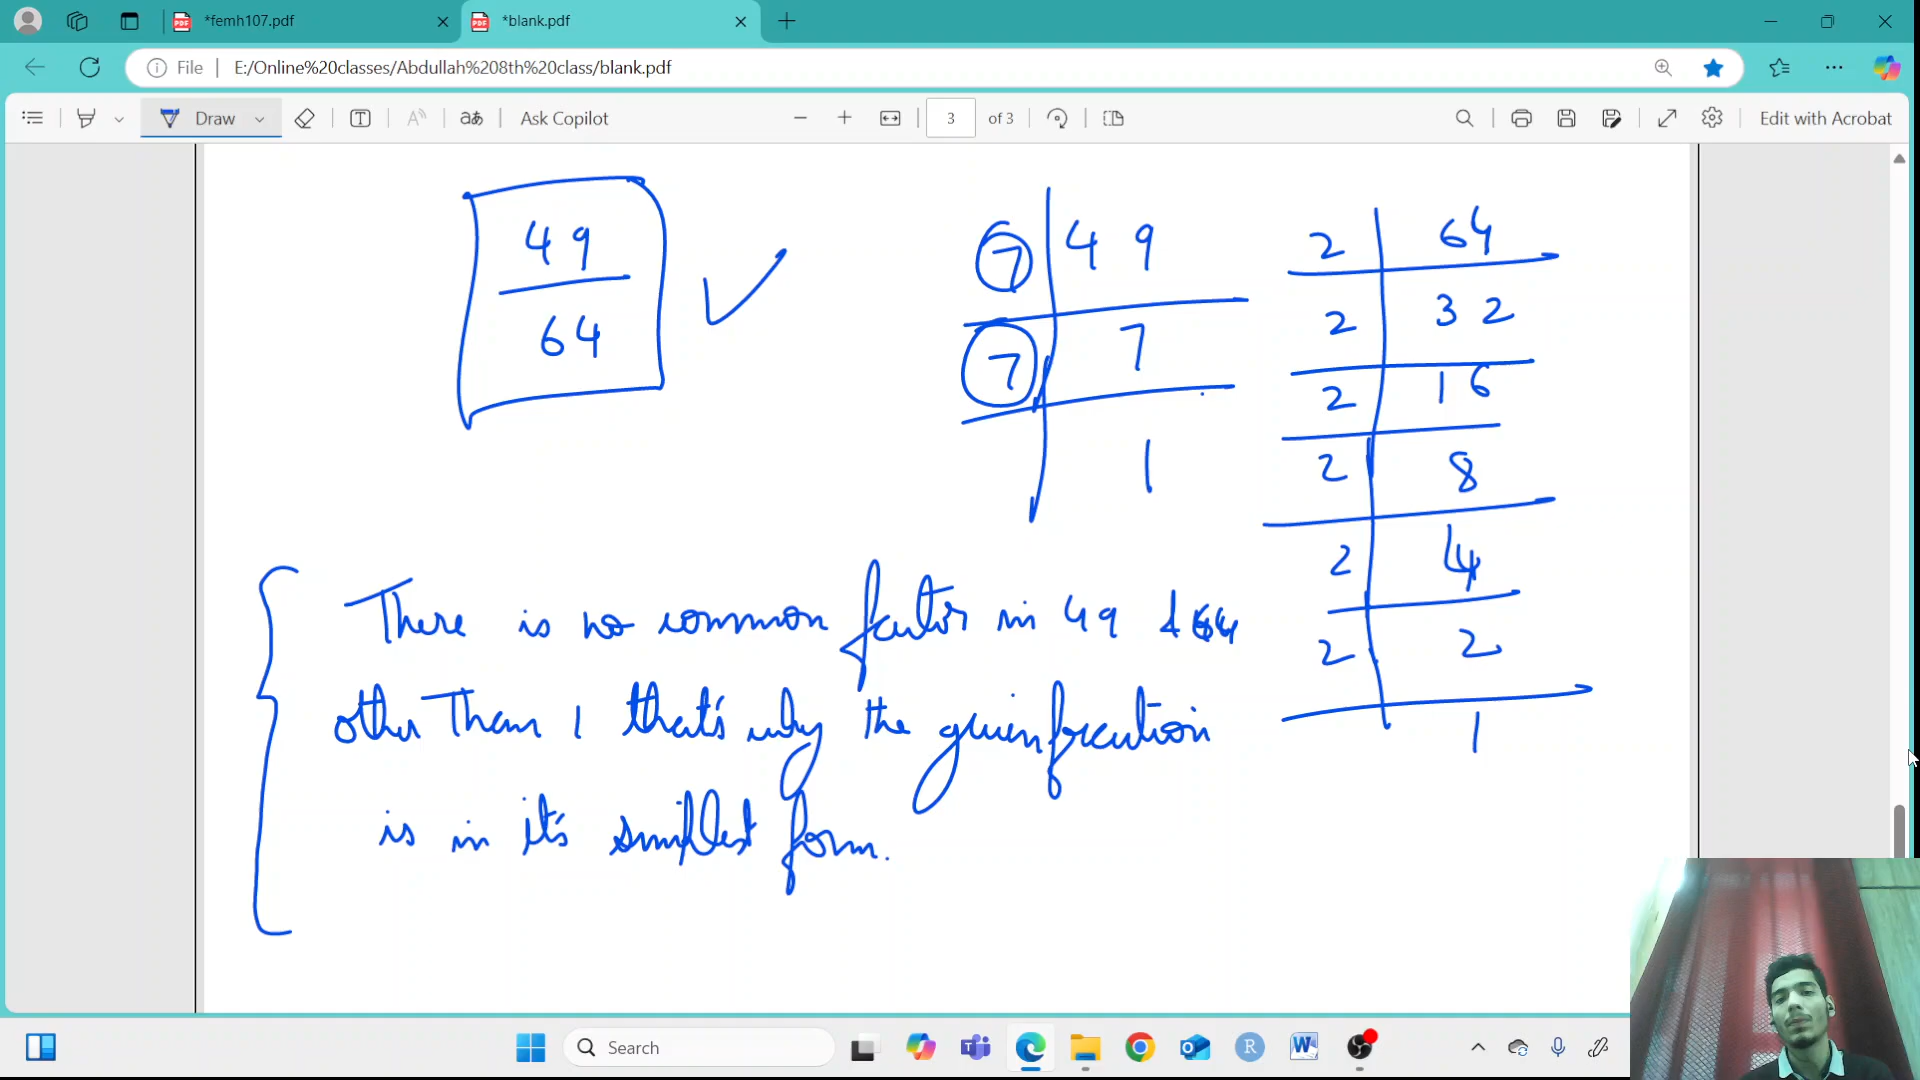 *femh107.pdf
*blank.pdf
File
E:/Online%20classes/Abdullah%208th%20class/blank.pdf
Draw
aあ
Ask Copilot
3 of 3
Edit with Acrobat
49
64
7 49
7 7
1
2 64
2 32
2 16
2 8
2 4
2 2
1
There is no common factor in 49 & 64
other than 1 that's why the given fraction
is in it's smllest form.
Search